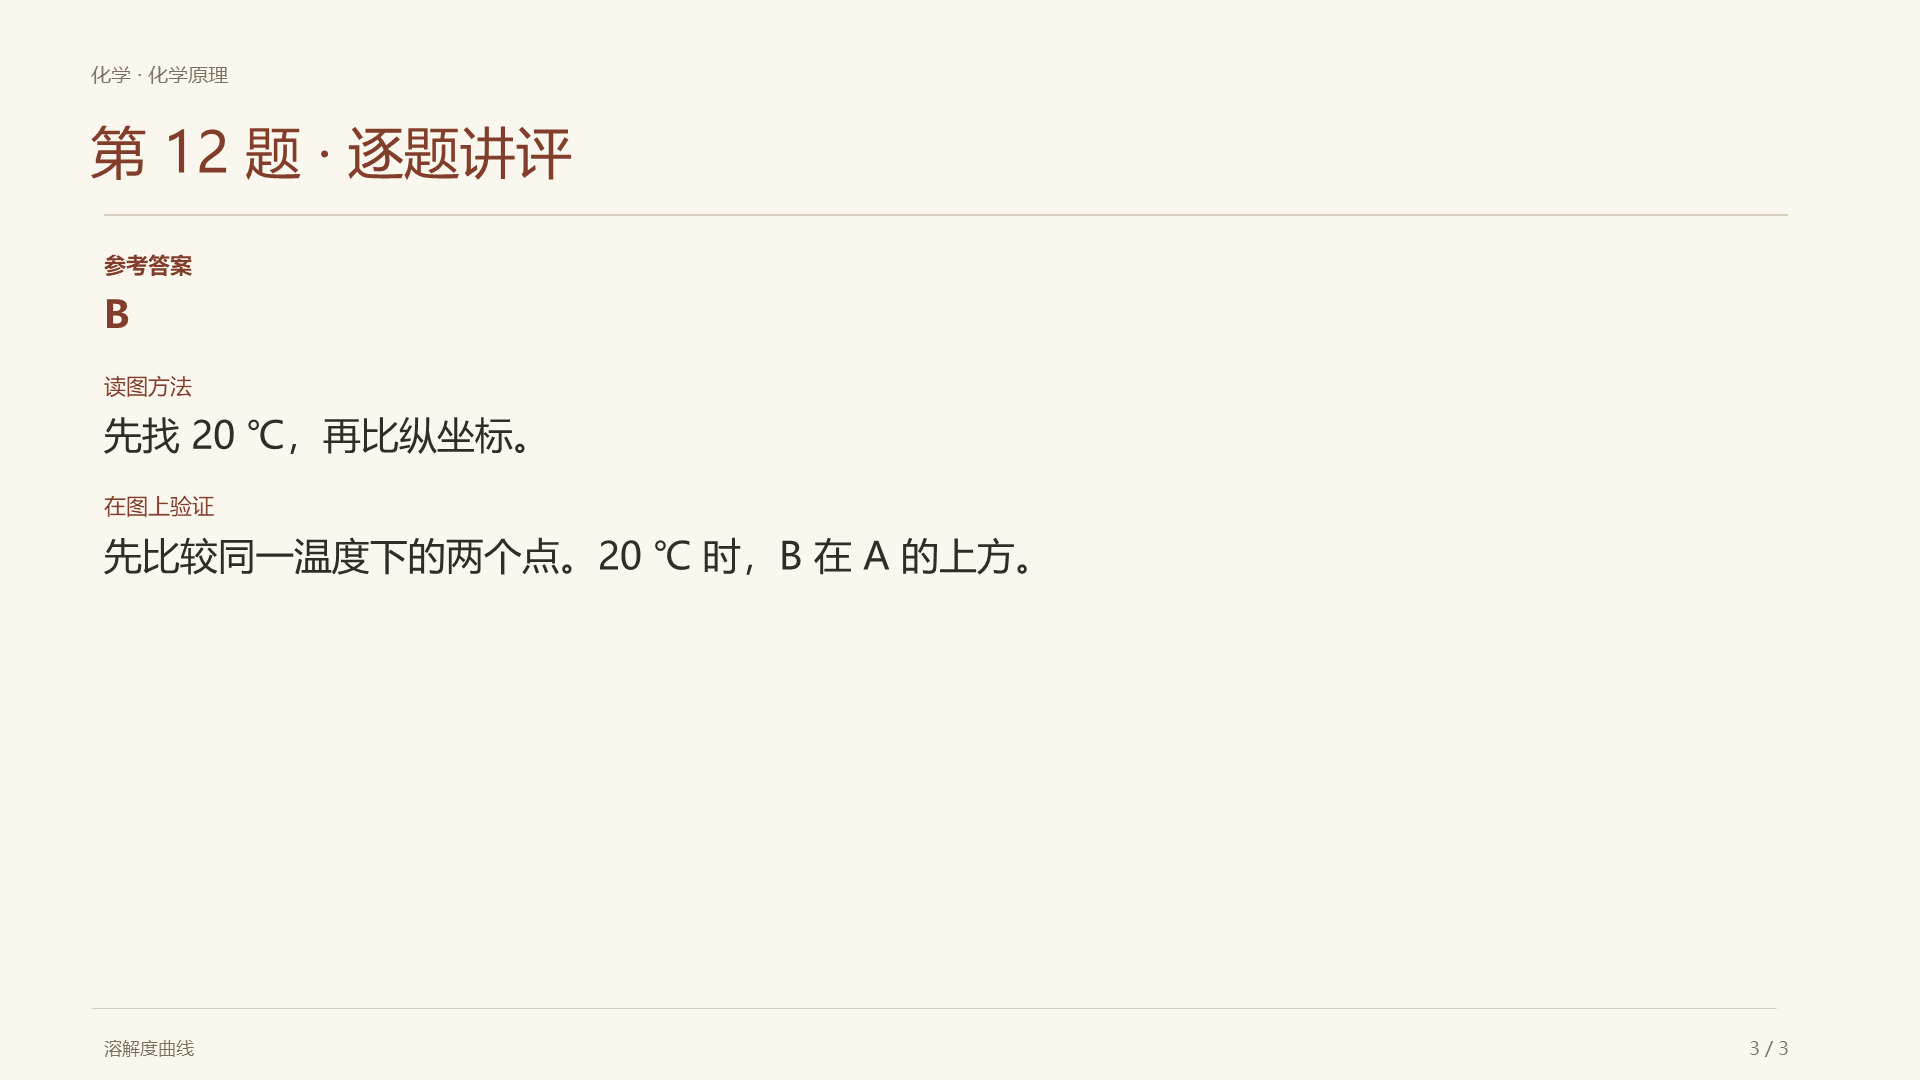 化学 · 化学原理
第 12 题 · 逐题讲评
参考答案
B
读图方法
先找 20 ℃，再比纵坐标。
在图上验证
先比较同一温度下的两个点。20 ℃ 时，B 在 A 的上方。
溶解度曲线
3 / 3